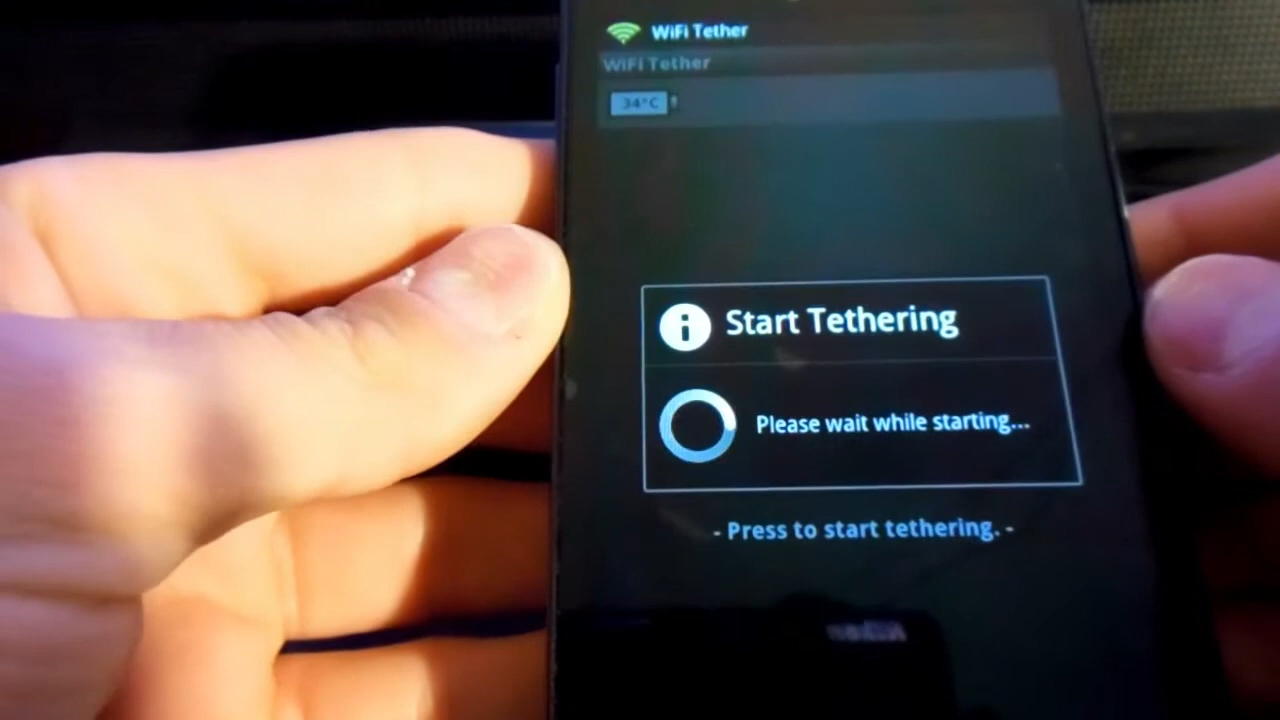 WiFi Tether
WiFi Tether
34°C
Start Tethering
Please wait while starting...
- Press to start tethering. -